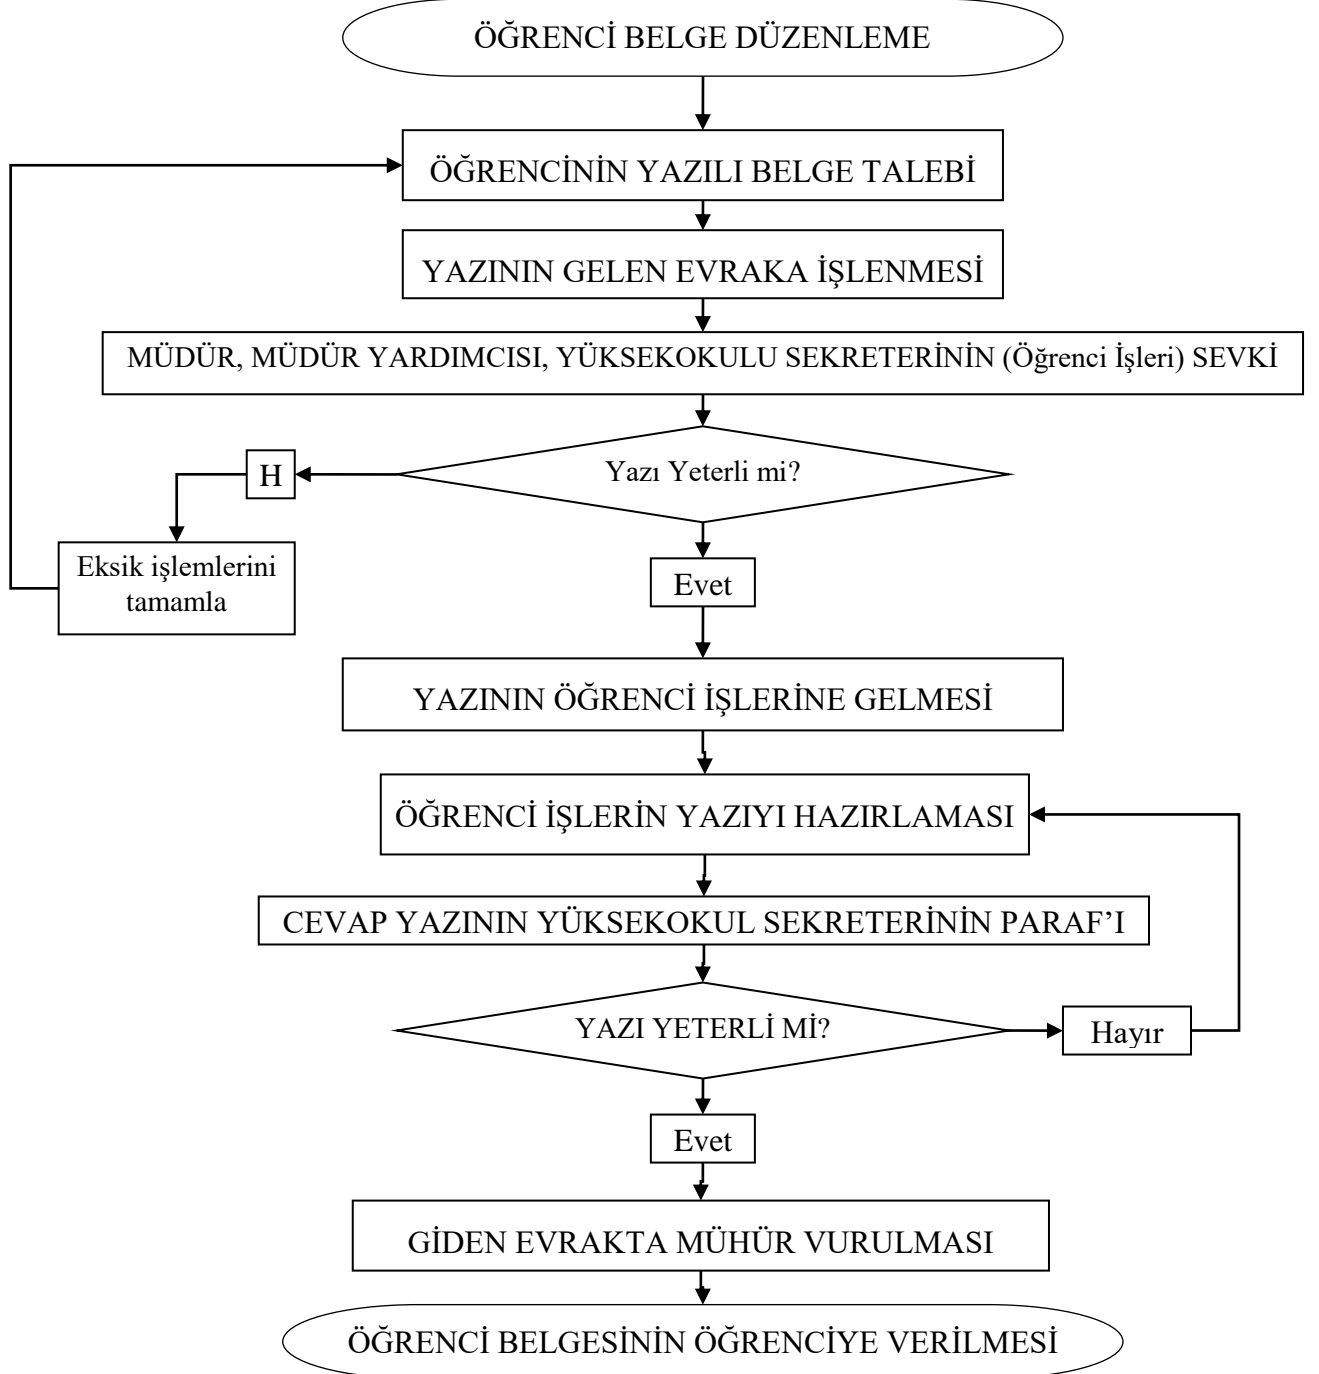 ÖĞRENCİ BELGE DÜZENLEME
ÖĞRENCİNİN YAZILI BELGE TALEBİ
YAZININ GELEN EVRAKA İŞLENMESİ
MÜDÜR, MÜDÜR YARDIMCISI, YÜKSEKOKULU SEKRETERİNİN (Öğrenci İşleri) SEVKİ
Yazı Yeterli mi?
H
Eksik işlemlerini
tamamla
Evet
YAZININ ÖĞRENCİ İŞLERİNE GELMESİ
ÖĞRENCİ İŞLERİN YAZIYI HAZIRLAMASI
CEVAP YAZININ YÜKSEKOKUL SEKRETERİNİN PARAF’I
YAZI YETERLİ Mİ?
Hayır
Evet
GİDEN EVRAKTA MÜHÜR VURULMASI
ÖĞRENCİ BELGESİNİN ÖĞRENCİYE VERİLMESİ